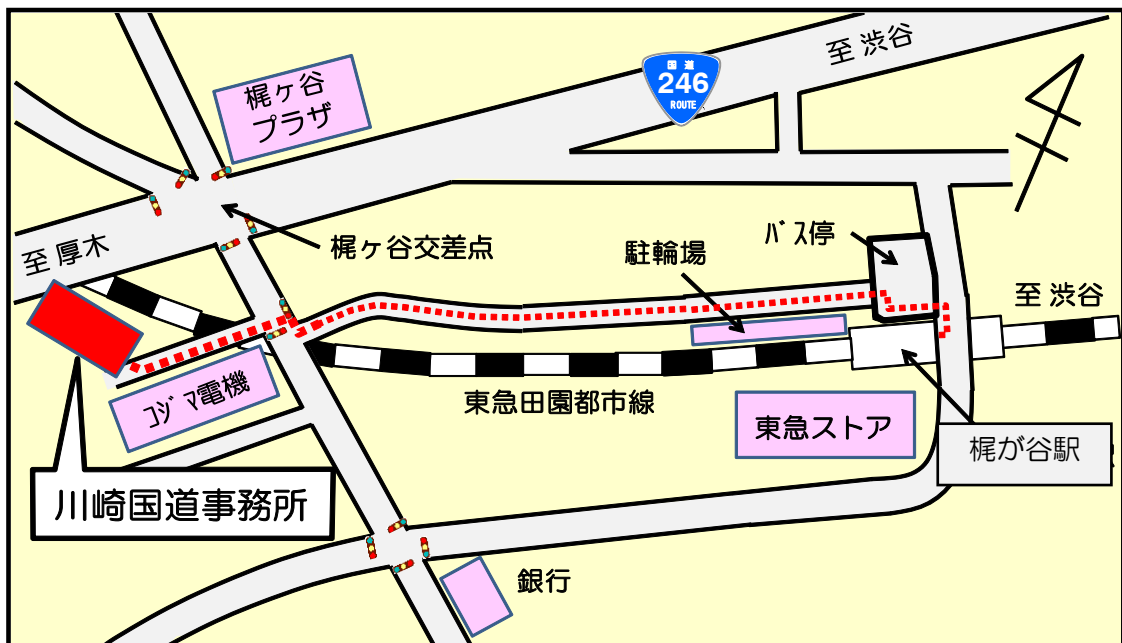 至 渋谷
国道
246
ROUTE
梶ヶ谷
プラザ
至 厚木
梶ヶ谷交差点
バス停
駐輪場
至 渋谷
コジマ電機
東急田園都市線
東急ストア
梶が谷駅
川崎国道事務所
銀行